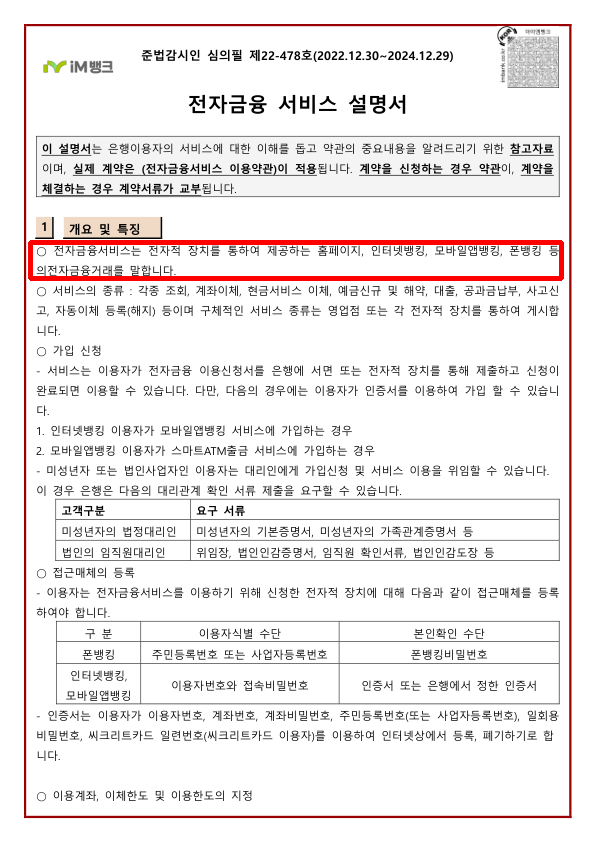 아이엠뱅크
imbank.co.kr
iM뱅크
준법감시인 심의필 제22-478호(2022.12.30~2024.12.29)
전자금융 서비스 설명서
이 설명서는 은행이용자의 서비스에 대한 이해를 돕고 약관의 중요내용을 알려드리기 위한 참고자료
이며, 실제 계약은 (전자금융서비스 이용약관)이 적용됩니다. 계약을 신청하는 경우 약관이, 계약을
체결하는 경우 계약서류가 교부됩니다.
1 개요 및 특징
○ 전자금융서비스는 전자적 장치를 통하여 제공하는 홈페이지, 인터넷뱅킹, 모바일앱뱅킹, 폰뱅킹 등
의전자금융거래를 말합니다.
○ 서비스의 종류 : 각종 조회, 계좌이체, 현금서비스 이체, 예금신규 및 해약, 대출, 공과금납부, 사고신
고, 자동이체 등록(해지) 등이며 구체적인 서비스 종류는 영업점 또는 각 전자적 장치를 통하여 게시합
니다.
○ 가입 신청
- 서비스는 이용자가 전자금융 이용신청서를 은행에 서면 또는 전자적 장치를 통해 제출하고 신청이
완료되면 이용할 수 있습니다. 다만, 다음의 경우에는 이용자가 인증서를 이용하여 가입 할 수 있습니
다.
1. 인터넷뱅킹 이용자가 모바일앱뱅킹 서비스에 가입하는 경우
2. 모바일앱뱅킹 이용자가 스마트ATM출금 서비스에 가입하는 경우
- 미성년자 또는 법인사업자인 이용자는 대리인에게 가입신청 및 서비스 이용을 위임할 수 있습니다.
이 경우 은행은 다음의 대리관계 확인 서류 제출을 요구할 수 있습니다.
고객구분 요구 서류
미성년자의 법정대리인 미성년자의 기본증명서, 미성년자의 가족관계증명서 등
법인의 임직원대리인 위임장, 법인인감증명서, 임직원 확인서류, 법인인감도장 등
○ 접근매체의 등록
- 이용자는 전자금융서비스를 이용하기 위해 신청한 전자적 장치에 대해 다음과 같이 접근매체를 등록
하여야 합니다.
구 분 이용자식별 수단 본인확인 수단
폰뱅킹 주민등록번호 또는 사업자등록번호 폰뱅킹비밀번호
인터넷뱅킹,
모바일앱뱅킹 이용자번호와 접속비밀번호 인증서 또는 은행에서 정한 인증서
- 인증서는 이용자가 이용자번호, 계좌번호, 계좌비밀번호, 주민등록번호(또는 사업자등록번호), 일회용
비밀번호, 씨크리트카드 일련번호(씨크리트카드 이용자)를 이용하여 인터넷상에서 등록, 폐기하기로 합
니다.
○ 이용계좌, 이체한도 및 이용한도의 지정